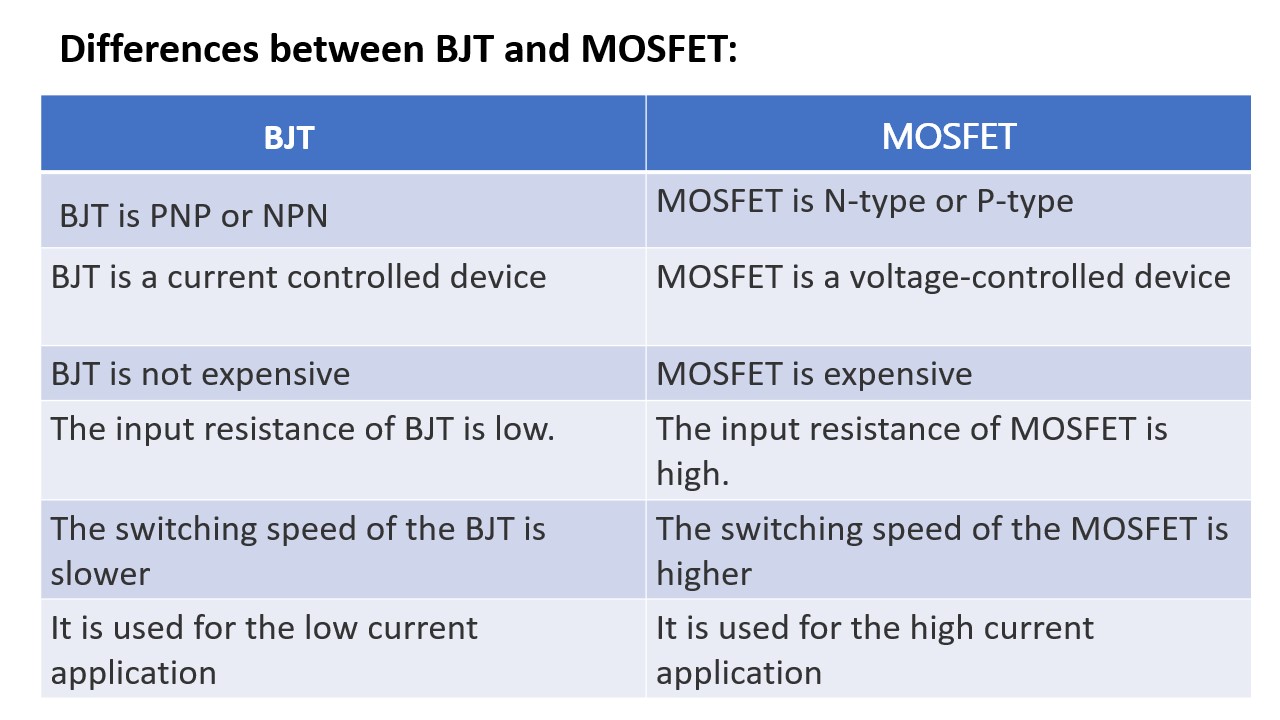 Differences between BJT and MOSFET:
BJT
MOSFET
BJT is PNP or NPN
MOSFET is N-type or P-type
BJT is a current controlled device
MOSFET is a voltage-controlled device
BJT is not expensive
MOSFET is expensive
The input resistance of BJT is low.
The input resistance of MOSFET is
high.
The switching speed of the BJT is
slower
The switching speed of the MOSFET is
higher
It is used for the low current
application
It is used for the high current
application